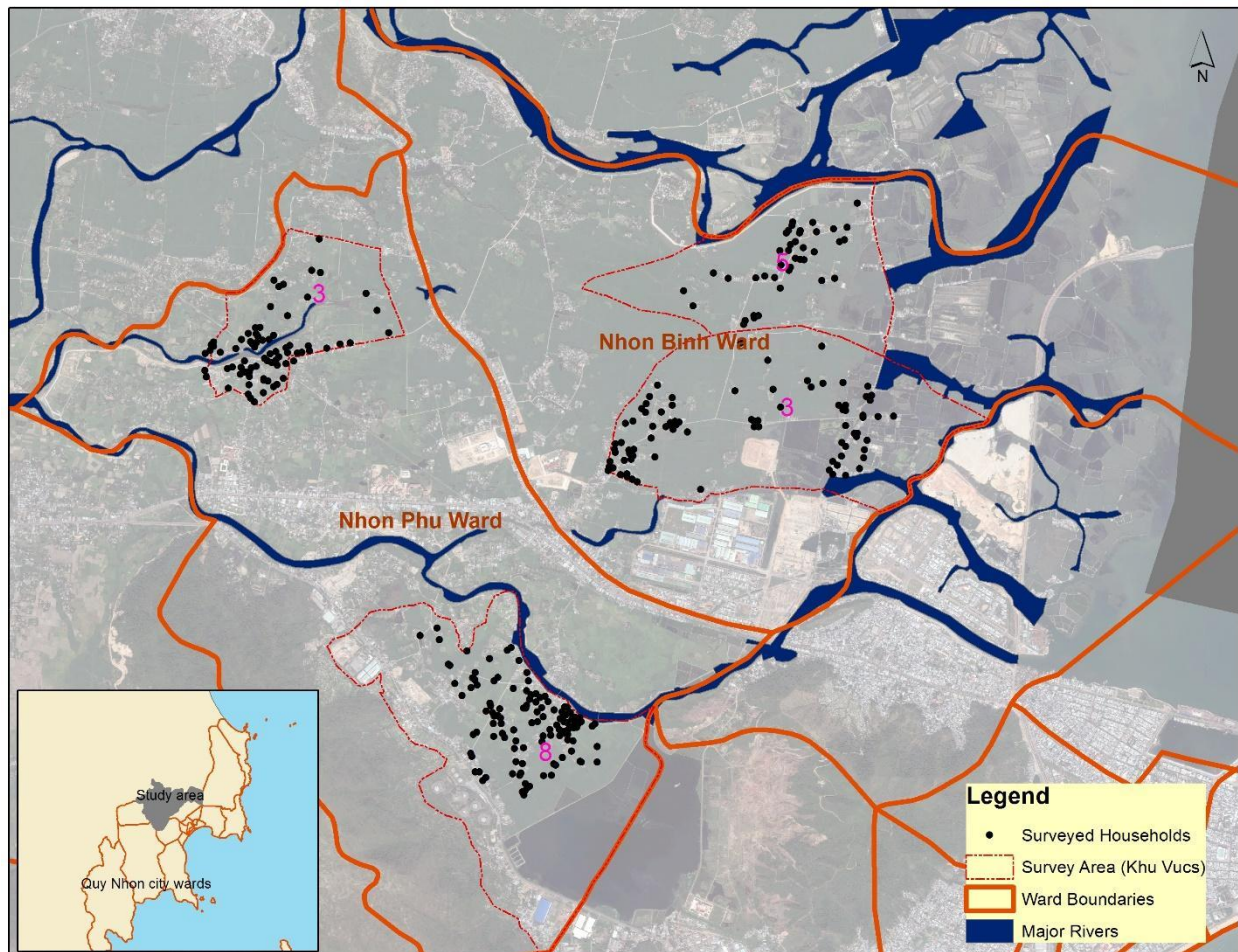 N
3
5
Nhon Binh Ward
3
Nhon Phu Ward
8
Study area
Quy Nhon city wards
Legend
Surveyed Households
Survey Area (Khu Vucs)
Ward Boundaries
Major Rivers